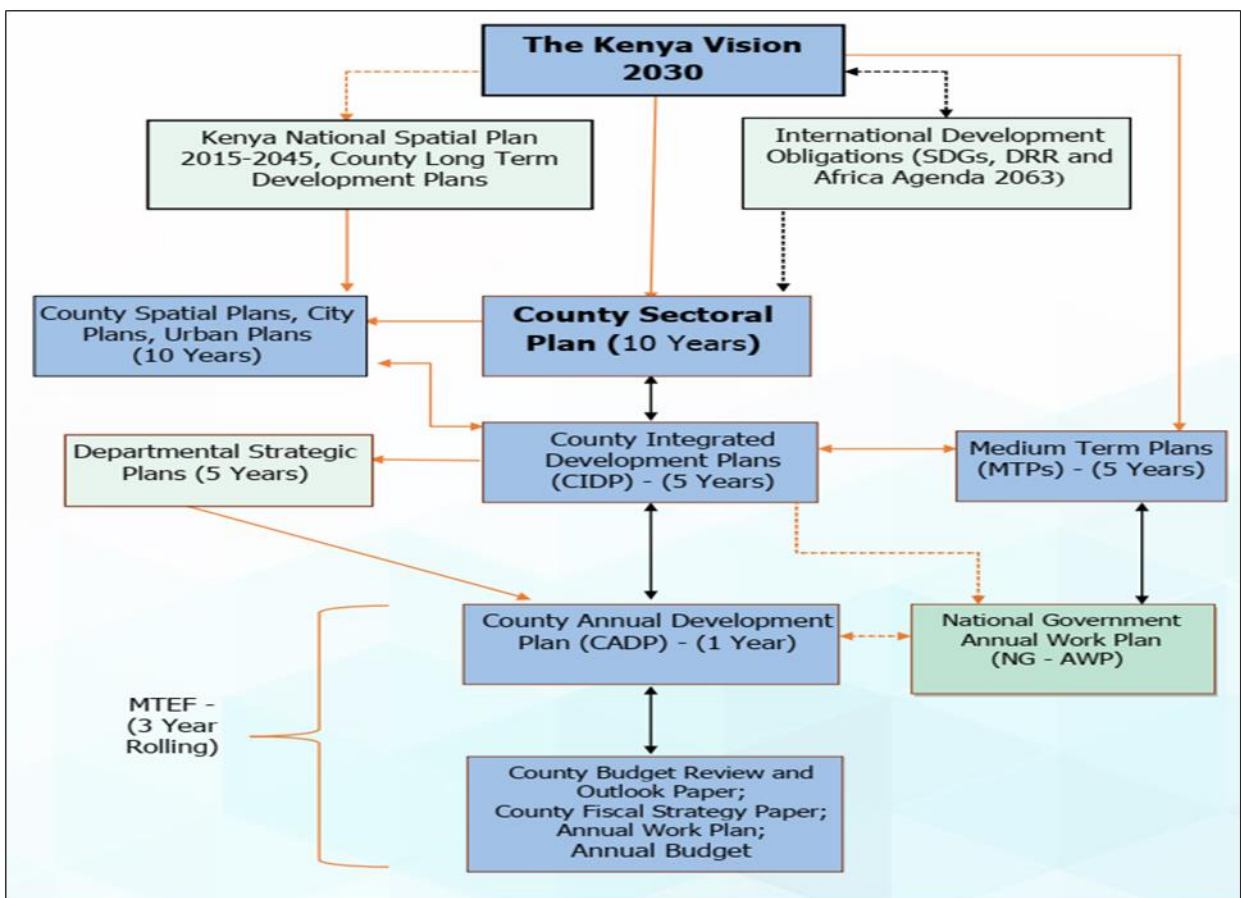 The Kenya Vision
2030
Kenya National Spatial Plan
2015-2045, County Long Term
Development Plans
International Development
Obligations (SDGs, DRR and
Africa Agenda 2063)
County Spatial Plans, City
Plans, Urban Plans
(10 Years)
County Sectoral
Plan (10 Years)
Departmental Strategic
Plans (5 Years)
County Integrated
Development Plans
(CIDP) - (5 Years)
Medium Term Plans
(MTPs) - (5 Years)
County Annual Development
Plan (CADP) - (1 Year)
National Government
Annual Work Plan
(NG - AWP)
MTEF -
(3 Year
Rolling)
County Budget Review and
Outlook Paper;
County Fiscal Strategy Paper;
Annual Work Plan;
Annual Budget